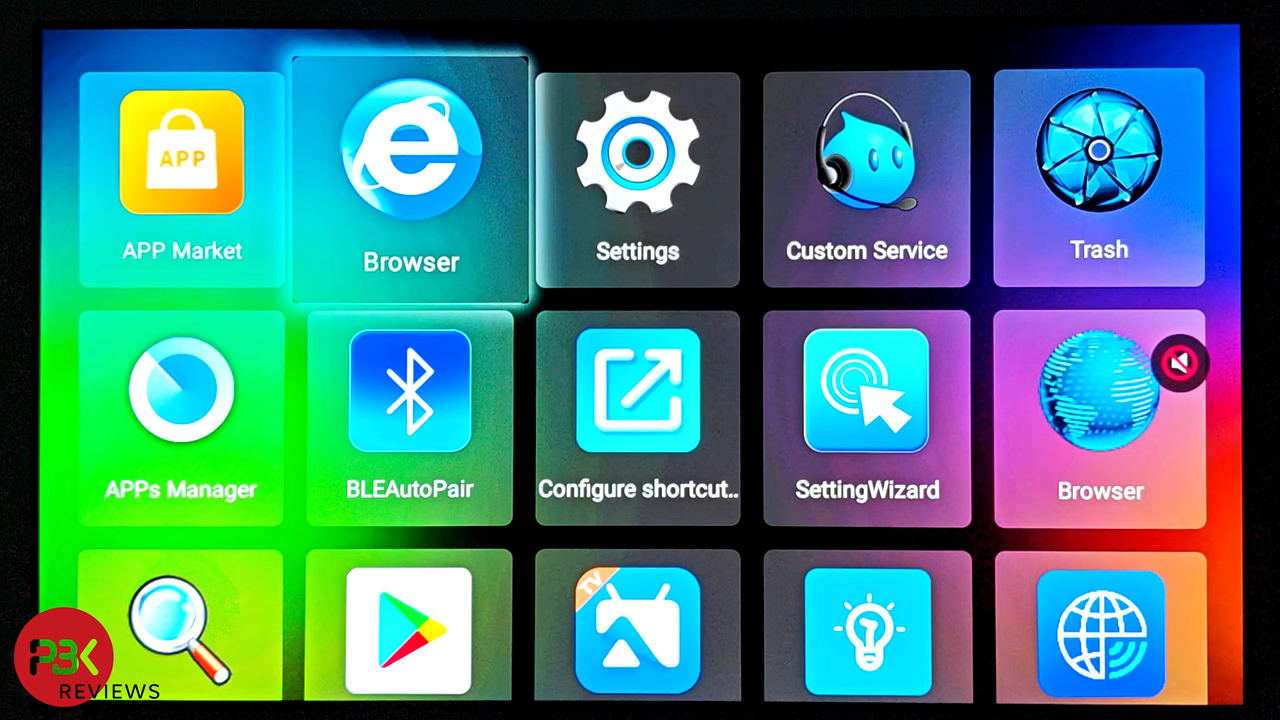 APP
APP Market
Browser
Settings
Custom Service
Trash
APPs Manager
BLEAutoPair
Configure shortcut..
SettingWizard
Browser
TV
PBK
REVIEWS